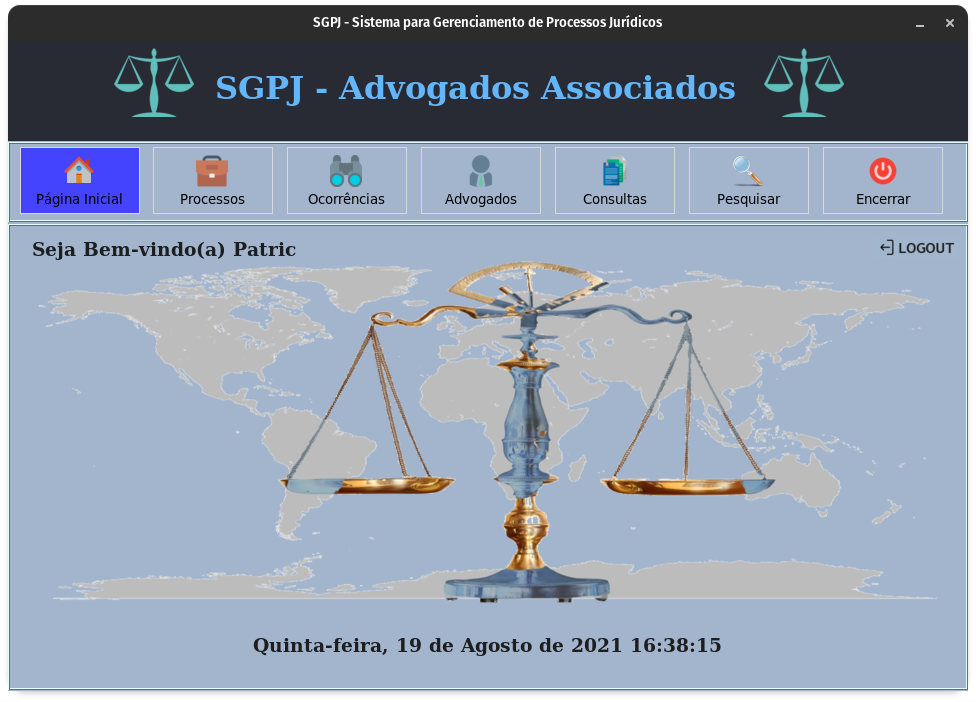 SGPJ - Sistema para Gerenciamento de Processos Jurídicos
SGPJ - Advogados Associados
Página Inicial
Processos
Ocorrências
Advogados
Consultas
Pesquisar
Encerrar
Seja Bem-vindo(a) Patric
LOGOUT
Quinta-feira, 19 de Agosto de 2021 16:38:15